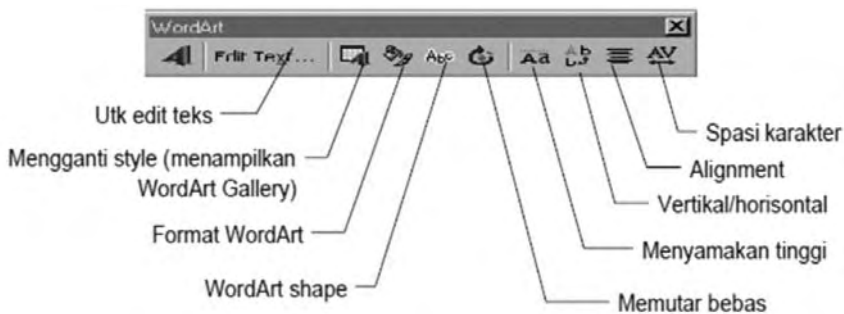 WordArt
Edit Text... Abc Aa Ab AV
Utk edit teks
Mengganti style (menampilkan
WordArt Gallery)
Format WordArt
WordArt shape
Spasi karakter
Alignment
Vertikal/horisontal
Menyamakan tinggi
Memutar bebas